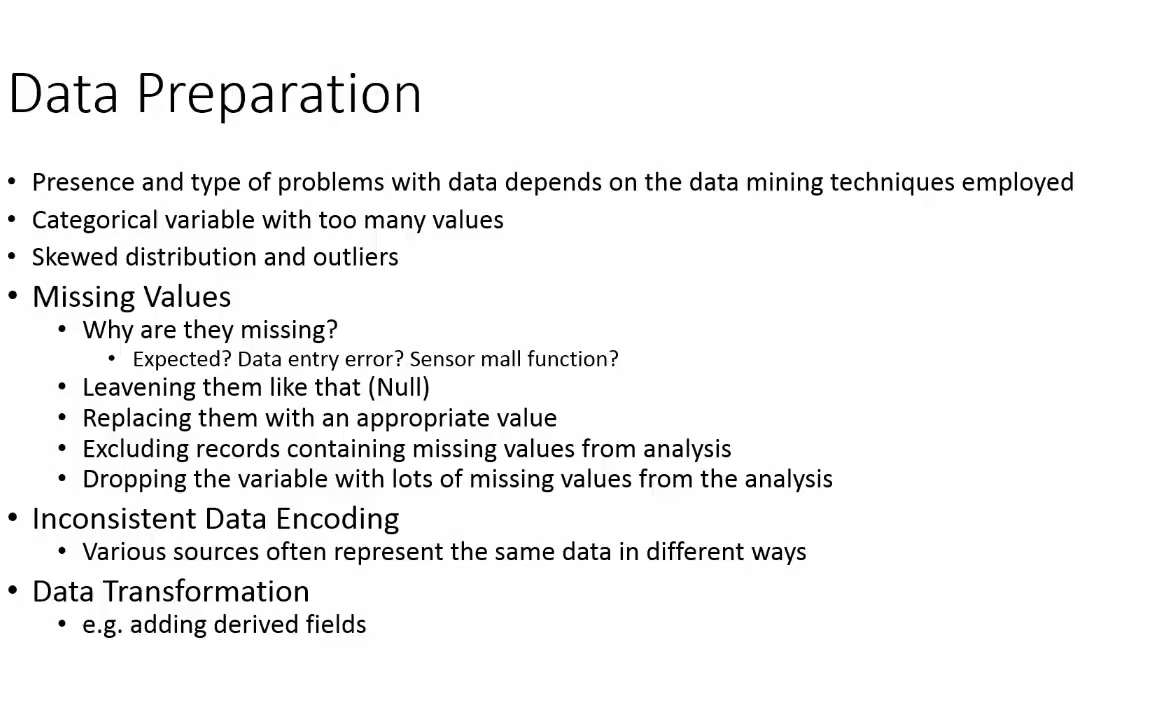 Data Preparation
• Presence and type of problems with data depends on the data mining techniques employed
• Categorical variable with too many values
• Skewed distribution and outliers
• Missing Values
• Why are they missing?
• Expected? Data entry error? Sensor mall function?
• Leavening them like that (Null)
• Replacing them with an appropriate value
• Excluding records containing missing values from analysis
• Dropping the variable with lots of missing values from the analysis
• Inconsistent Data Encoding
• Various sources often represent the same data in different ways
• Data Transformation
• e.g. adding derived fields